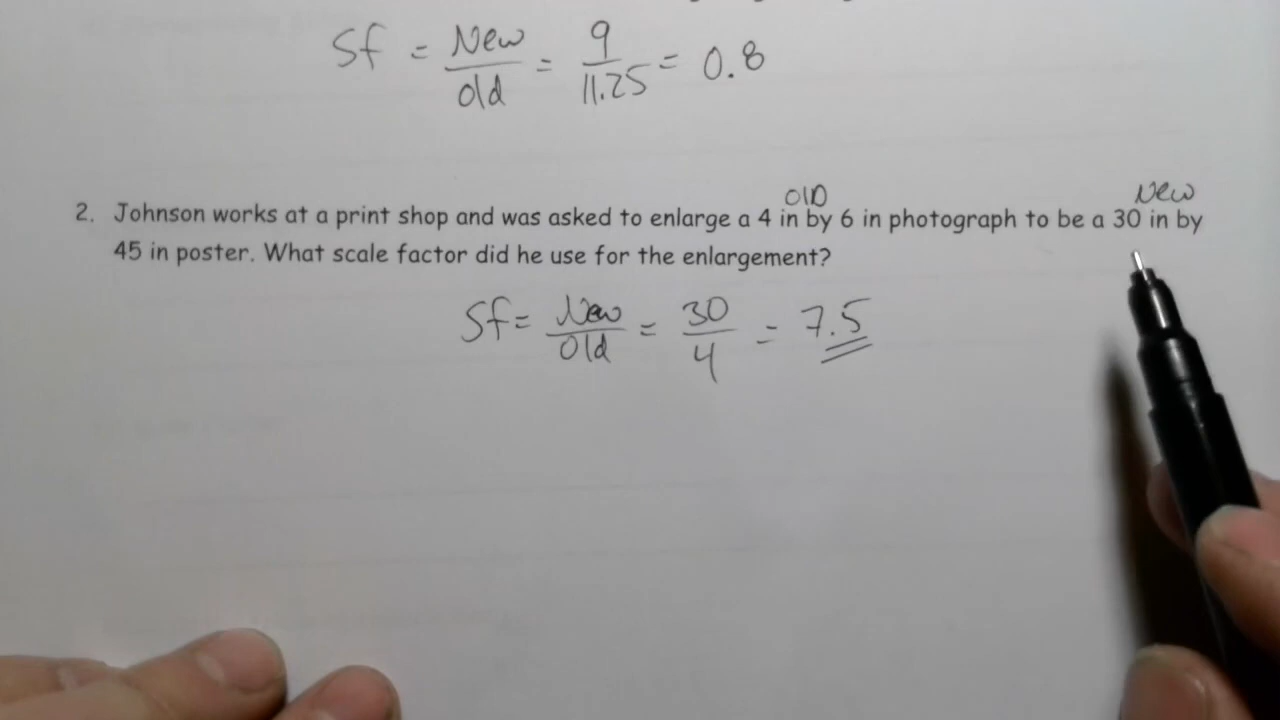 Sf = New/old = 9/11.25 = 0.8
OlD New
2. Johnson works at a print shop and was asked to enlarge a 4 in by 6 in photograph to be a 30 in by
45 in poster. What scale factor did he use for the enlargement?
Sf = New/Old = 30/4 = 7.5